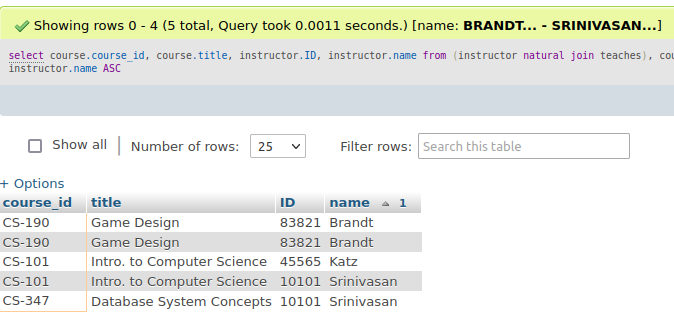 Showing rows 0 - 4 (5 total, Query took 0.0011 seconds.) [name: BRANDT... - SRINIVASAN...]
select course.course_id, course.title, instructor.ID, instructor.name from (instructor natural join teaches), cou
instructor.name ASC
Show all | Number of rows: 25 Filter rows: Search this table
+ Options
course_id title ID name 1
CS-190 Game Design 83821 Brandt
CS-190 Game Design 83821 Brandt
CS-101 Intro. to Computer Science 45565 Katz
CS-101 Intro. to Computer Science 10101 Srinivasan
CS-347 Database System Concepts 10101 Srinivasan